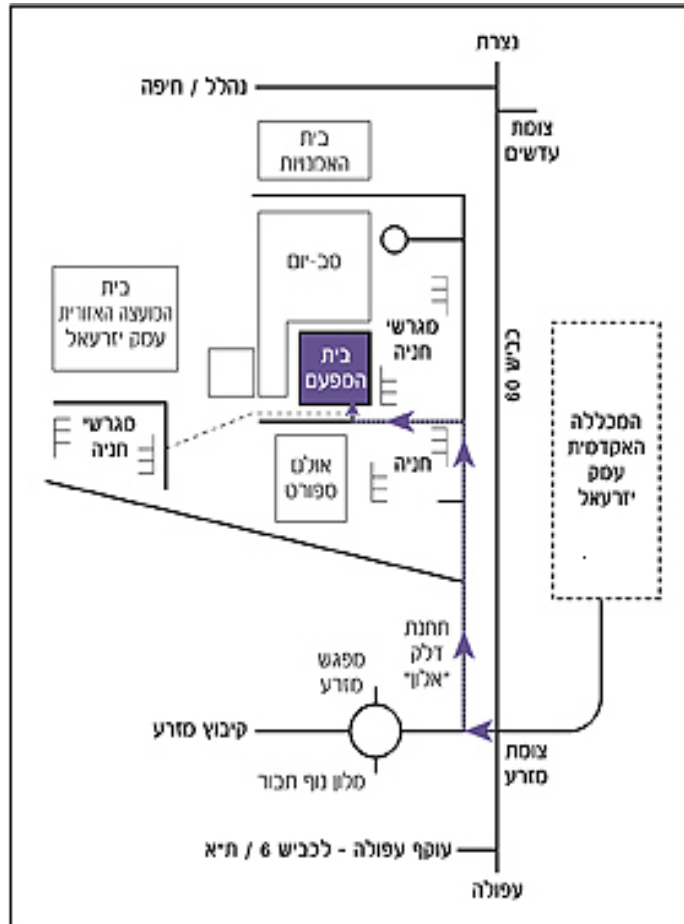 נצרת
נהלל / חיפה
צומת
עדשים
בית
האמנויות
סב-יום
בית
המועצה האזורית
עמק יזרעאל
מגרשי
חניה
כביש 60
בית
המפעם
המכללה
האקדמית
עמק
יזרעאל
מגרשי
חניה
אולם
ספורט
חניה
תחנת
דלק
"אלון"
מפגש
מזרע
קיבוץ מזרע
צומת
מזרע
מלון נוף תבור
עוקף עפולה - לכביש 6 / ת"א
עפולה